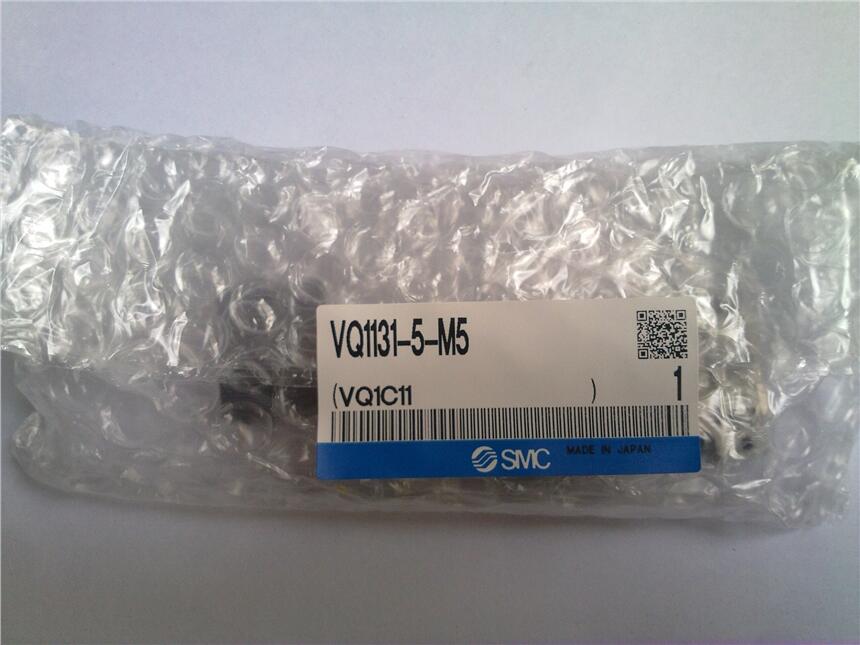 VQ1131-5-M5
(VQ1C11 )
1
SMC MADE IN JAPAN